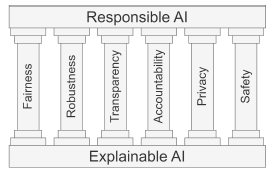 Responsible AI
Fairness
Robustness
Transparency
Accountability
Privacy
Safety
Explainable AI